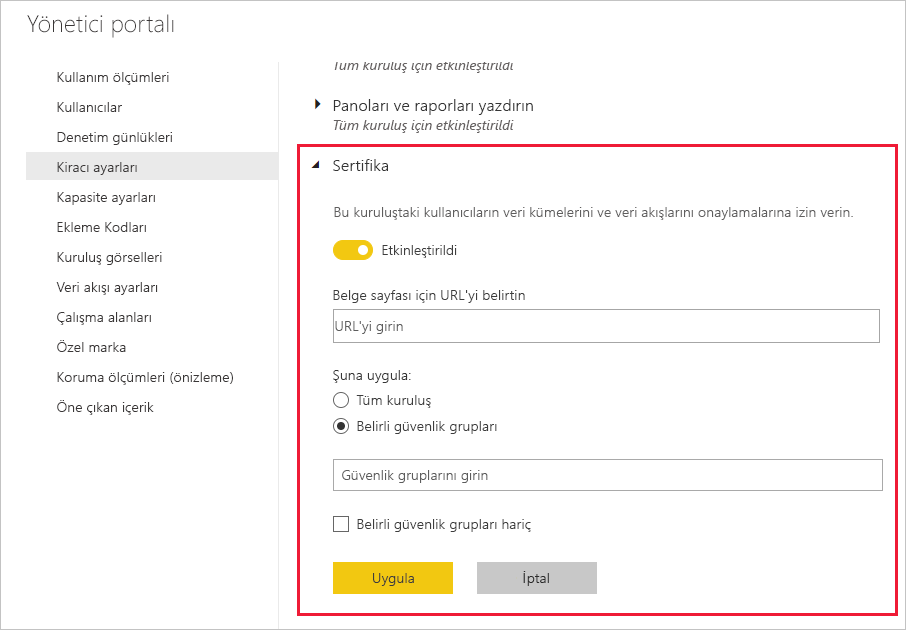 Yönetici portalı
Kullanım ölçümleri
Kullanıcılar
Denetim günlükleri
Kiracı ayarları
Kapasite ayarları
Ekleme Kodları
Kuruluş görselleri
Veri akışı ayarları
Çalışma alanları
Özel marka
Koruma ölçümleri (önizleme)
Öne çıkan içerik
Tüm kuruluş için etkinleştirildi
Panoları ve raporları yazdırın
Tüm kuruluş için etkinleştirildi
Sertifika
Bu kuruluştaki kullanıcıların veri kümelerini ve veri akışlarını onaylamalarına izin verin.
Etkinleştirildi
Belge sayfası için URL'yi belirtin
URL'yi girin
Şuna uygula:
Tüm kuruluş
Belirli güvenlik grupları
Güvenlik gruplarını girin
Belirli güvenlik grupları hariç
Uygula
İptal